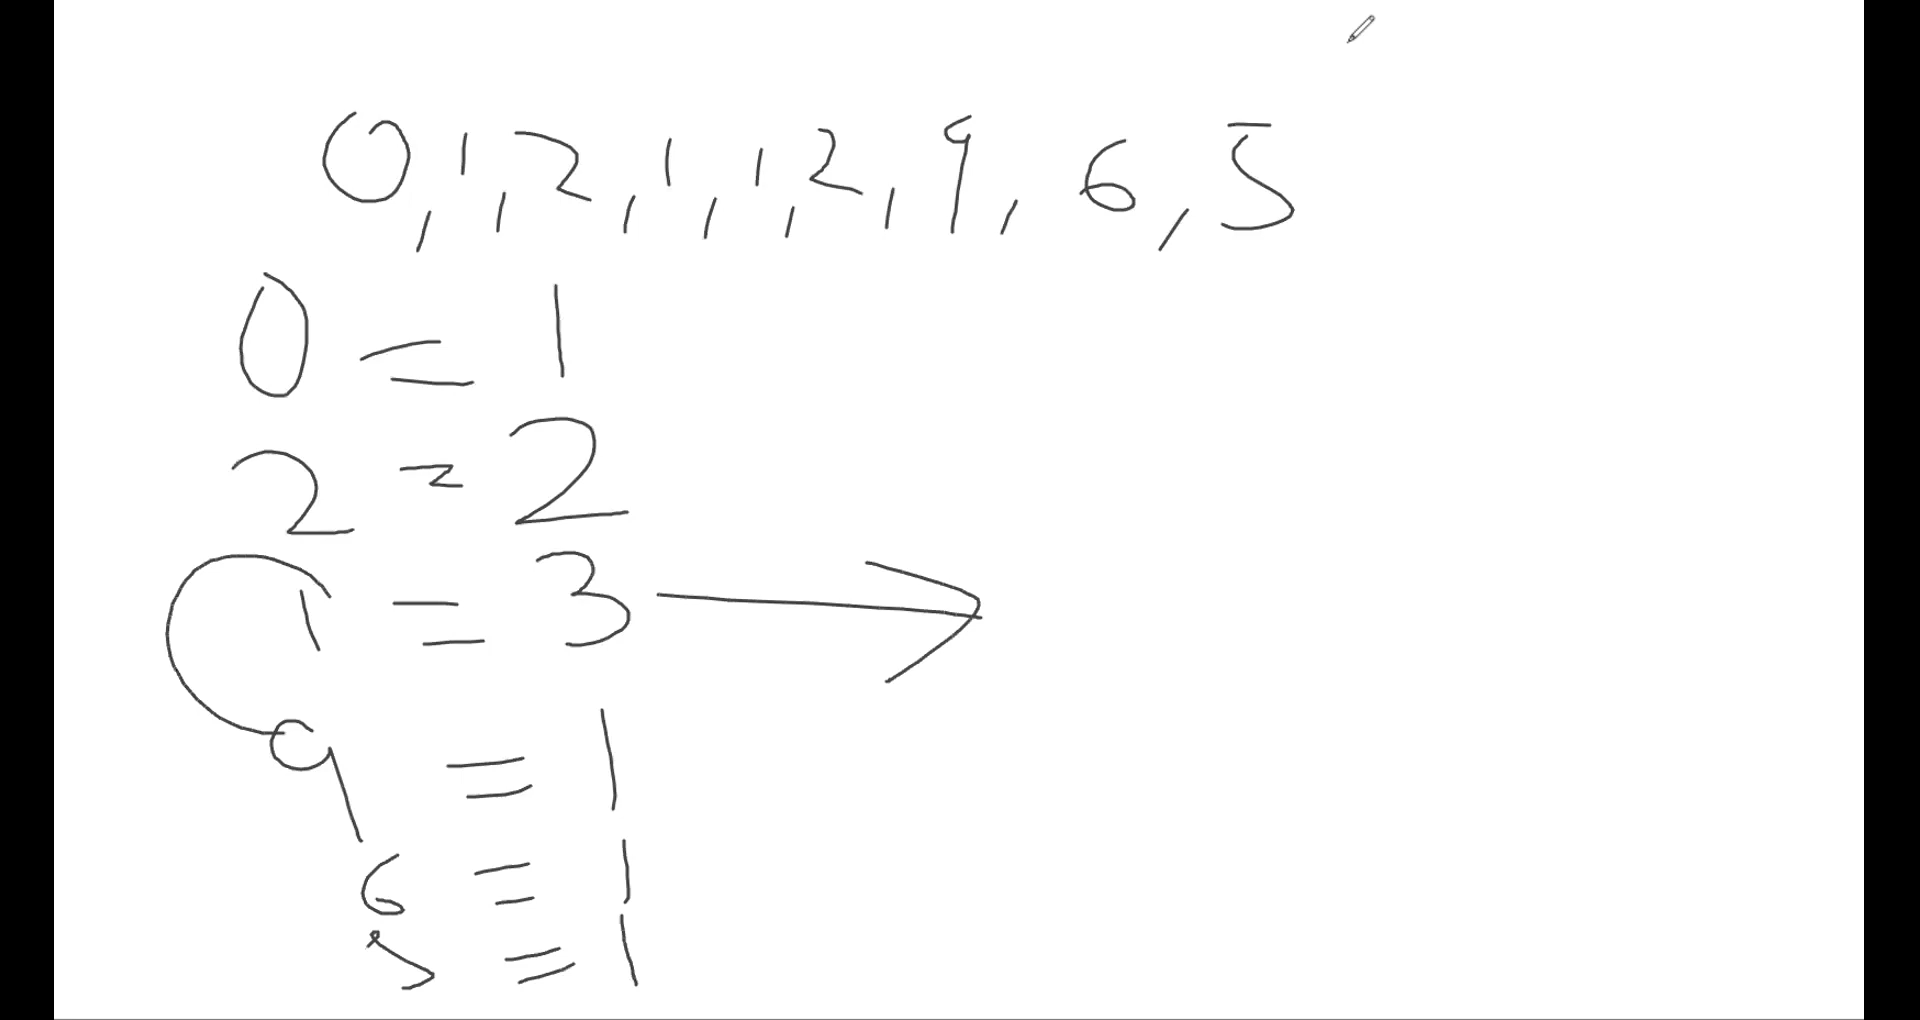 0, 1, 2, 1, 1, 2, 9, 6, 5
0 = 1
2 = 2
1 = 3
9 = 1
6 = 1
5 = 1